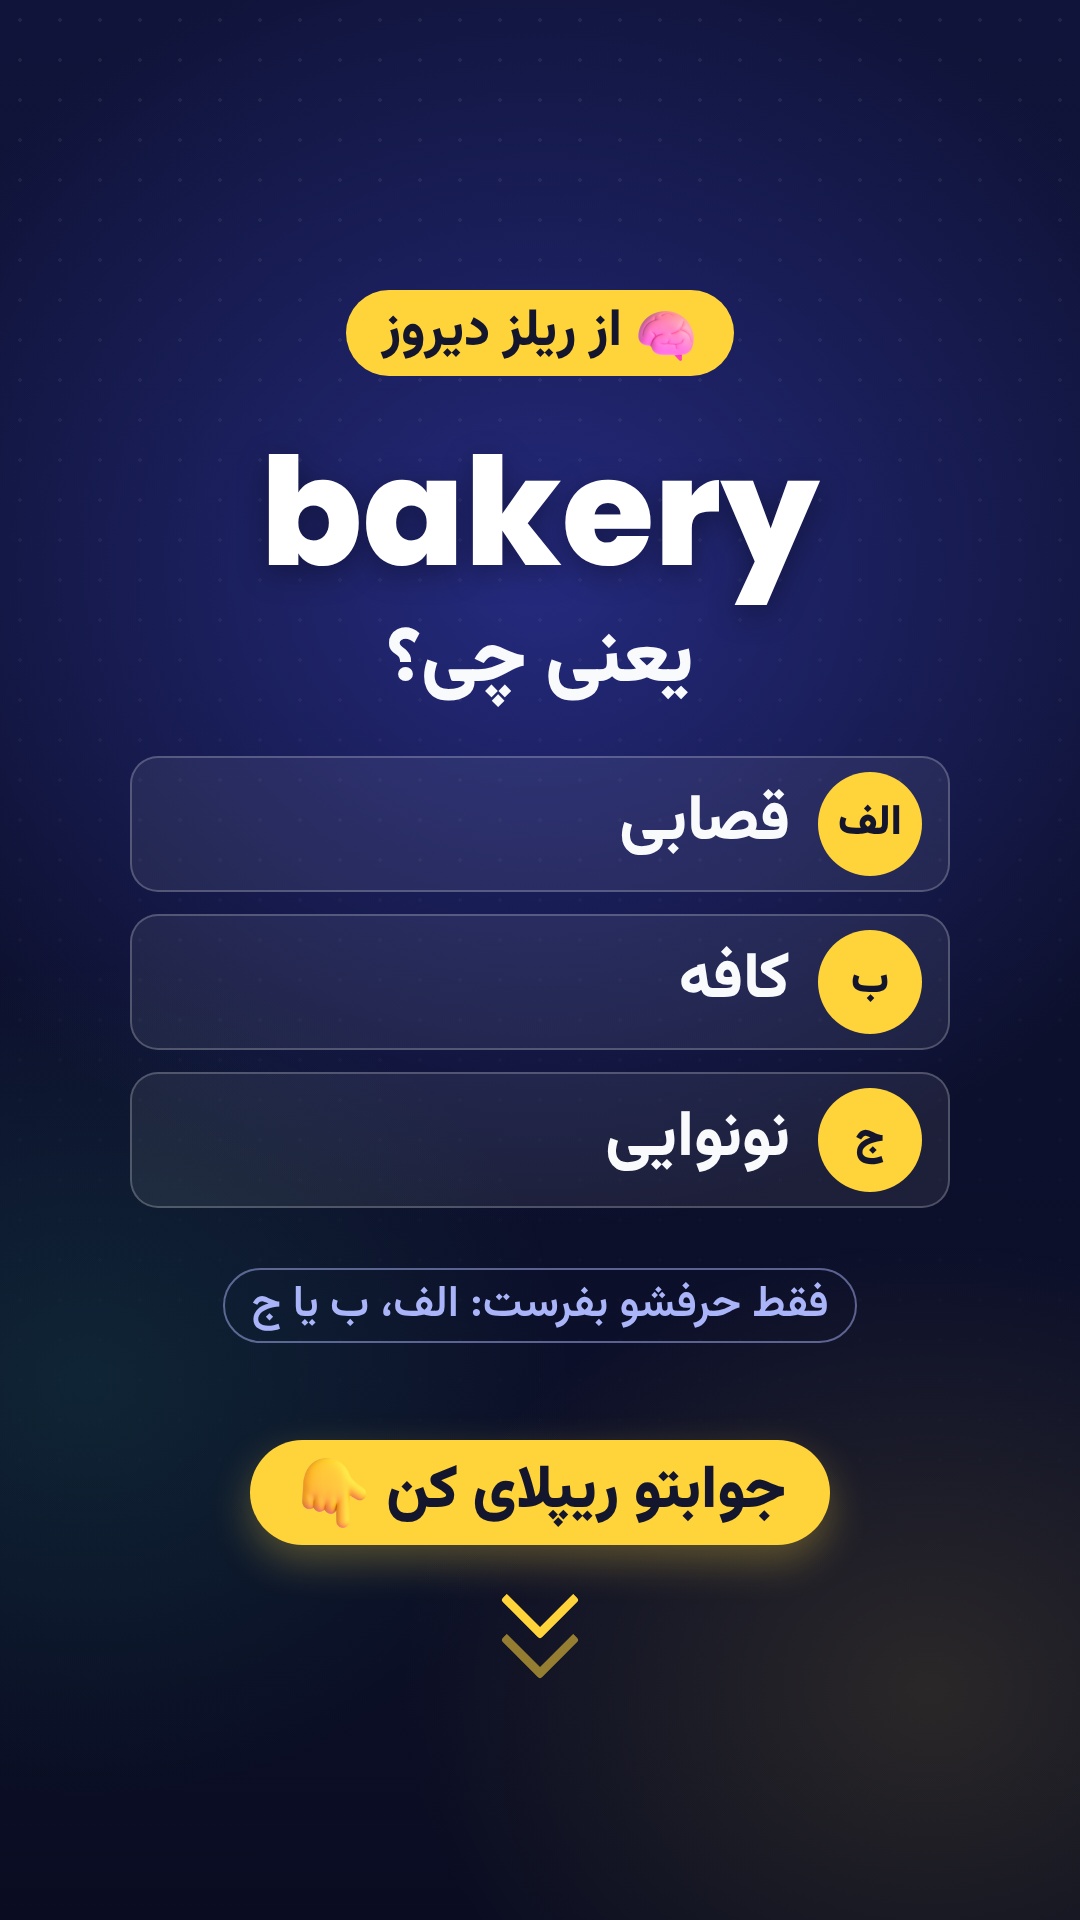 🧠 از ریلز دیروز
bakery
یعنی چی؟
الف قصابی
ب کافه
ج نونوایی
فقط حرفشو بفرست: الف، ب یا ج
جوابتو ریپلای کن 👇